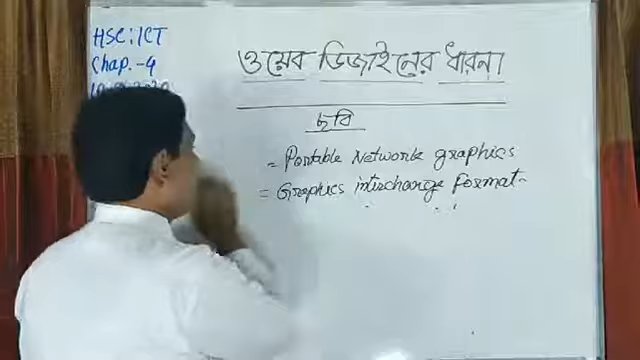 HSC: ICT
Chap.-4
ওয়েব ডিজাইনের ধারনা
ছবি
= Portable Network graphics
= Graphics interchange format